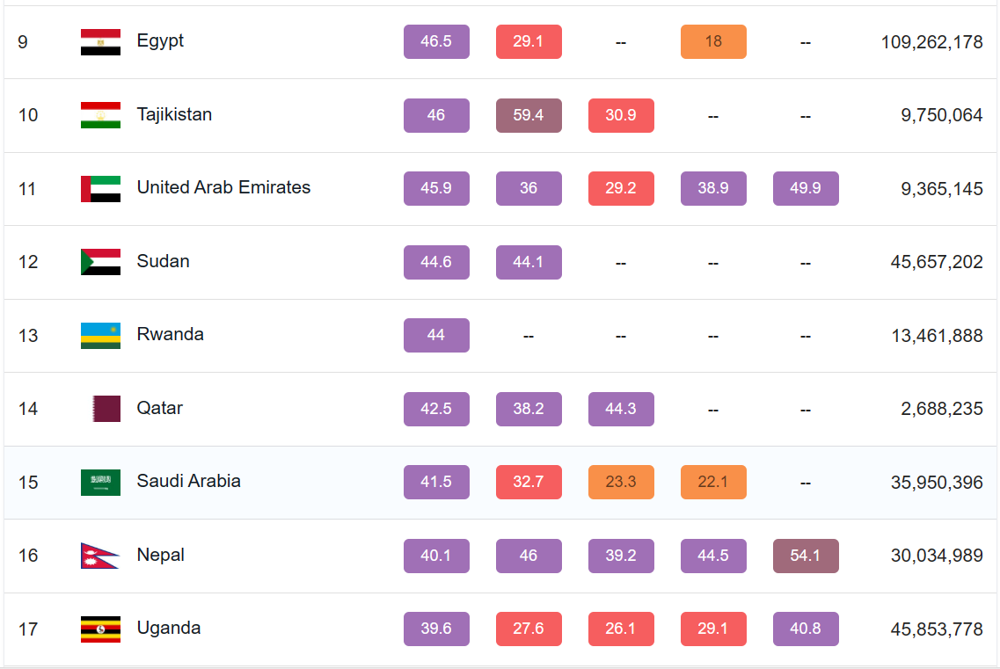 9 Egypt 46.5 29.1 -- 18 -- 109,262,178
10 Tajikistan 46 59.4 30.9 -- -- 9,750,064
11 United Arab Emirates 45.9 36 29.2 38.9 49.9 9,365,145
12 Sudan 44.6 44.1 -- -- -- 45,657,202
13 Rwanda 44 -- -- -- -- 13,461,888
14 Qatar 42.5 38.2 44.3 -- -- 2,688,235
15 Saudi Arabia 41.5 32.7 23.3 22.1 -- 35,950,396
16 Nepal 40.1 46 39.2 44.5 54.1 30,034,989
17 Uganda 39.6 27.6 26.1 29.1 40.8 45,853,778